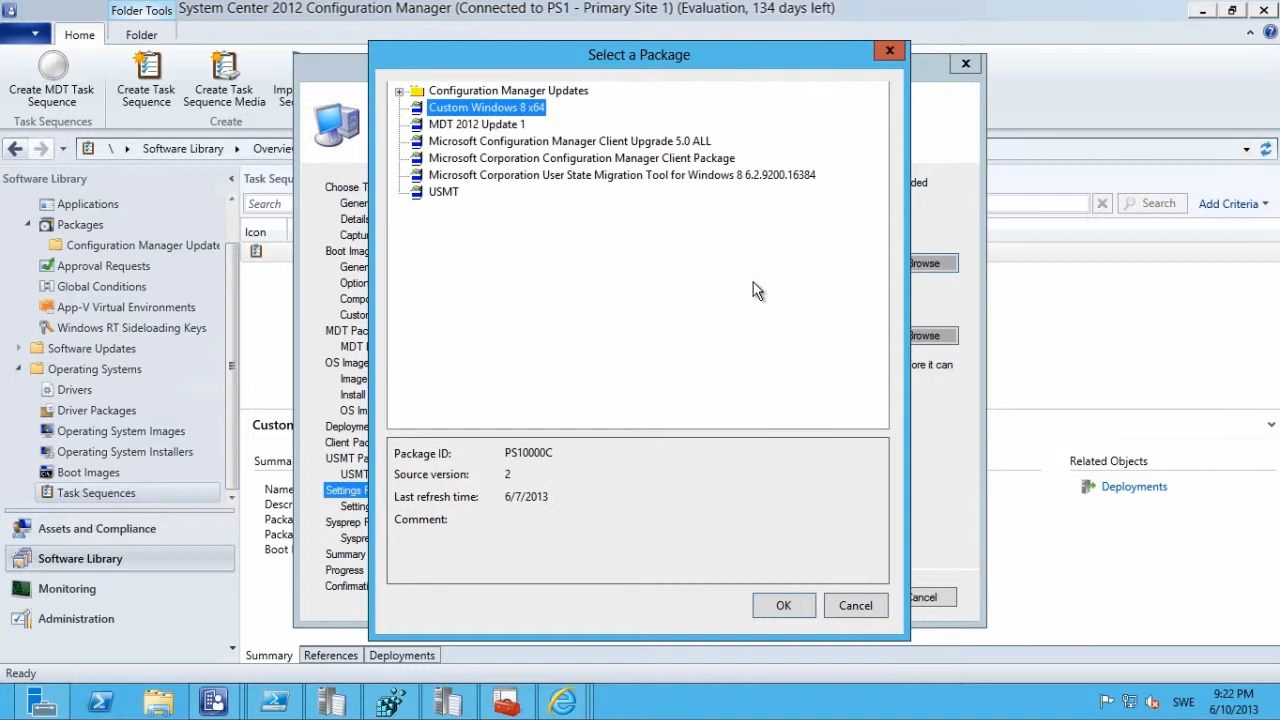 Folder Tools
System Center 2012 Configuration Manager (Connected to PS1 - Primary Site 1) (Evaluation, 134 days left)
Home
Folder
Create MDT Task Sequence
Create Task Sequence
Create Task Sequence Media
Task Sequences
Create
\ Software Library
Software Library
Applications
Packages
Configuration Manager Update
Approval Requests
Global Conditions
App-V Virtual Environments
Windows RT Sideloading Keys
Software Updates
Operating Systems
Drivers
Driver Packages
Operating System Images
Operating System Installers
Boot Images
Task Sequences
Assets and Compliance
Software Library
Monitoring
Administration
Search
Icon
Summary
References
Deployments
Select a Package
Configuration Manager Updates
Custom Windows 8 x64
MDT 2012 Update 1
Microsoft Configuration Manager Client Upgrade 5.0 ALL
Microsoft Corporation Configuration Manager Client Package
Microsoft Corporation User State Migration Tool for Windows 8 6.2.9200.16384
USMT
Package ID: PS10000C
Source version: 2
Last refresh time: 6/7/2013
Comment:
OK
Cancel
Search
Add Criteria
Related Objects
Deployments
Ready
SWE
9:22 PM
6/10/2013